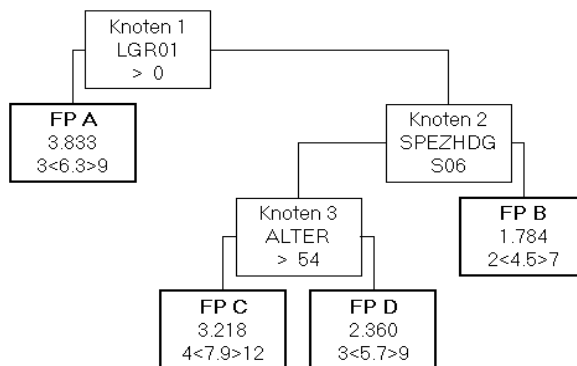 Knoten 1
LGR01
> 0
FP A
3.833
3<6.3>9
Knoten 2
SPEZHDG
S06
Knoten 3
ALTER
> 54
FP B
1.784
2<4.5>7
FP C
3.218
4<7.9>12
FP D
2.360
3<5.7>9